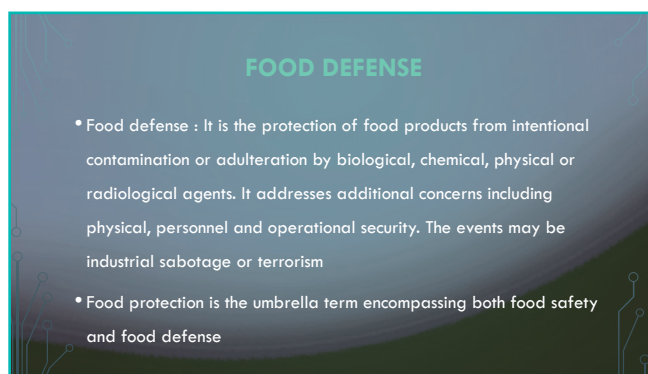 FOOD DEFENSE
• Food defense : It is the protection of food products from intentional
contamination or adulteration by biological, chemical, physical or
radiological agents. It addresses additional concerns including
physical, personnel and operational security. The events may be
industrial sabotage or terrorism
• Food protection is the umbrella term encompassing both food safety
and food defense